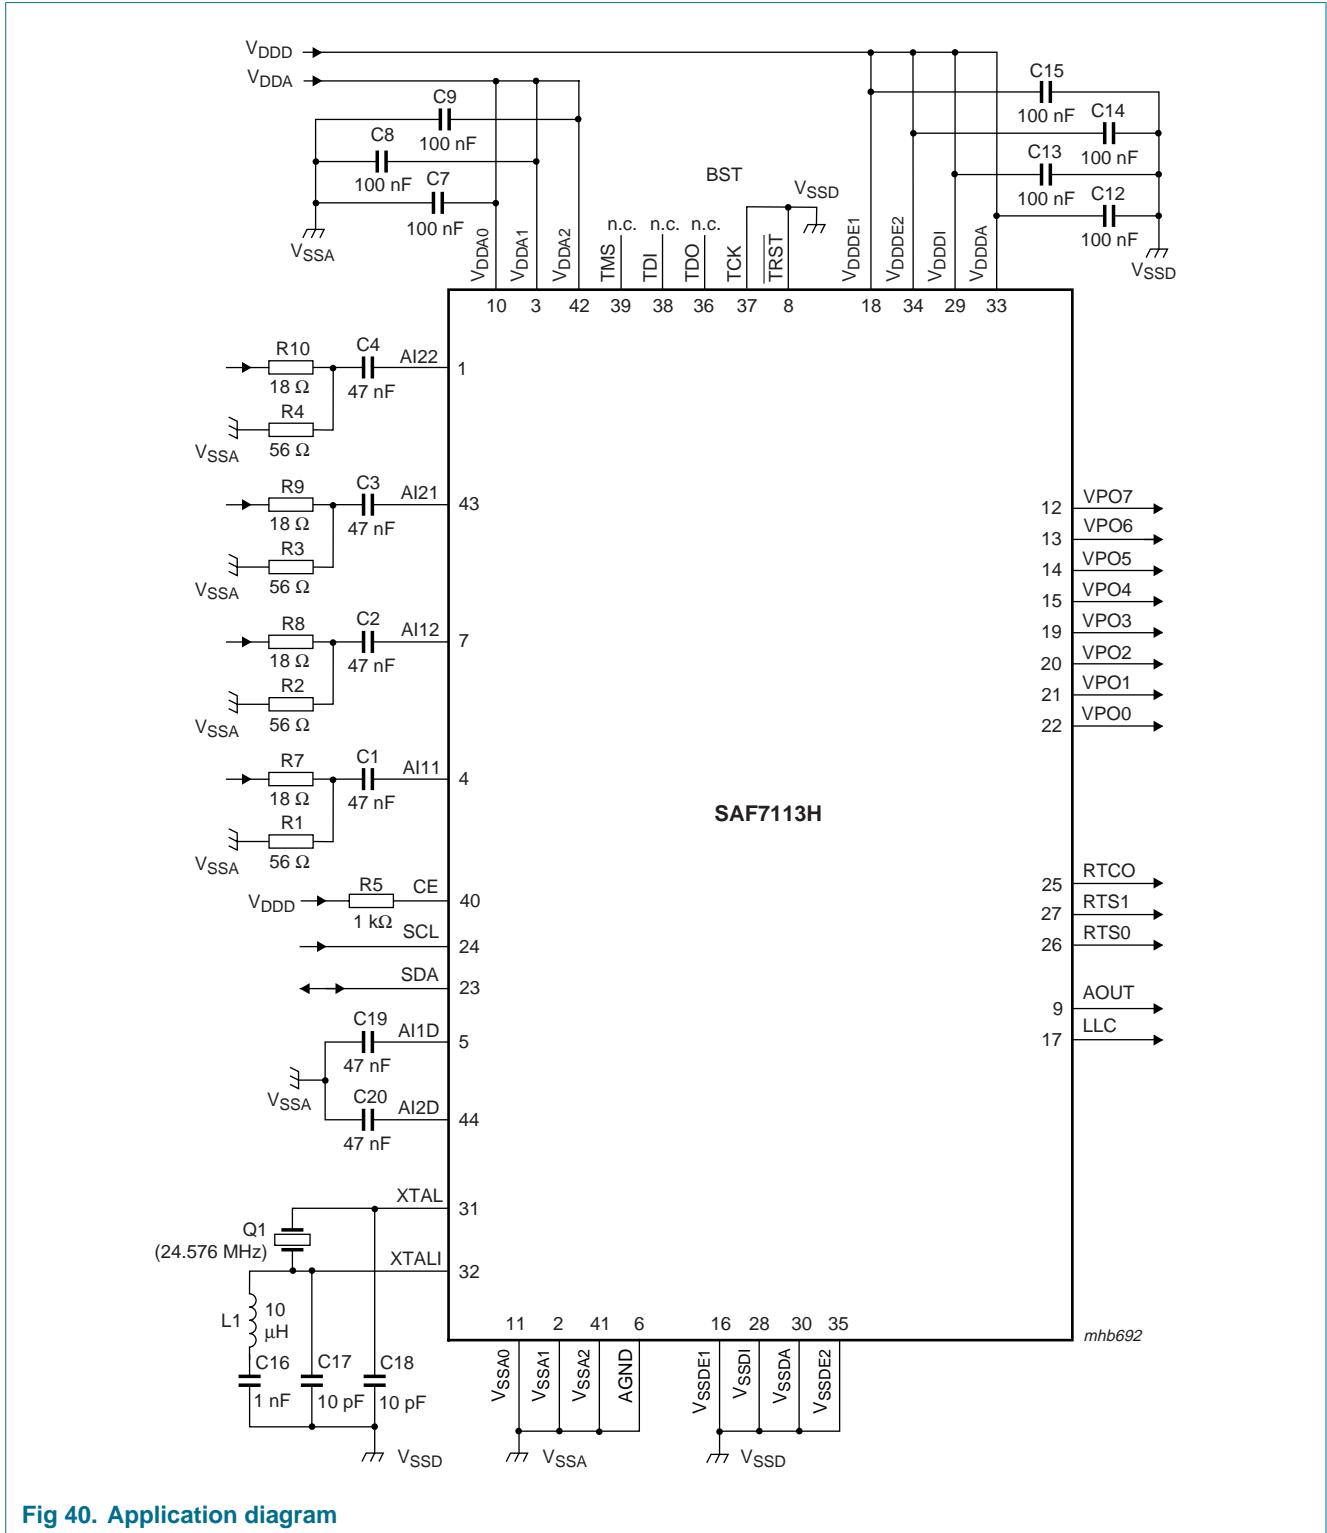 VDDD
VDDA
C9
100 nF
C8
100 nF
C7
100 nF
VSSA
C15
100 nF
C14
100 nF
C13
100 nF
C12
100 nF
VSSD
BST
VSSD
n.c. n.c. n.c.
VDDA0 VDDA1 VDDA2 TMS TDI TDO TCK TRST VDDDE1 VDDDE2 VDDDI VDDDA
10 3 42 39 38 36 37 8 18 34 29 33
R10
18 Ω
C4
47 nF
AI22
1
R4
56 Ω
VSSA
R9
18 Ω
C3
47 nF
AI21
43
R3
56 Ω
VSSA
R8
18 Ω
C2
47 nF
AI12
7
R2
56 Ω
VSSA
R7
18 Ω
C1
47 nF
AI11
4
R1
56 Ω
VSSA
VDDD
R5
1 kΩ
CE
40
SCL
24
SDA
23
C19
47 nF
AI1D
5
VSSA
C20
47 nF
AI2D
44
XTAL
31
Q1
(24.576 MHz)
XTALI
32
L1
10
μH
C16
1 nF
C17
10 pF
C18
10 pF
VSSD
SAF7113H
12 VPO7
13 VPO6
14 VPO5
15 VPO4
19 VPO3
20 VPO2
21 VPO1
22 VPO0
25 RTCO
27 RTS1
26 RTS0
9 AOUT
17 LLC
11 2 41 6 16 28 30 35
VSSA0 VSSA1 VSSA2 AGND VSSDE1 VSSDI VSSDA VSSDE2
VSSA
VSSD
mhb692
Fig 40. Application diagram